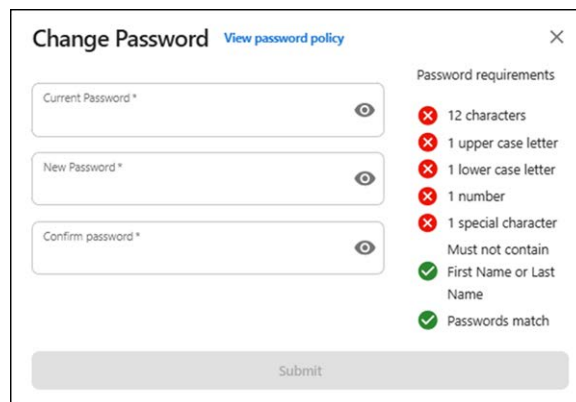 Change Password View password policy
Password requirements
Current Password *
12 characters
1 upper case letter
New Password *
1 lower case letter
1 number
1 special character
Confirm password *
Must not contain
First Name or Last
Name
Passwords match
Submit